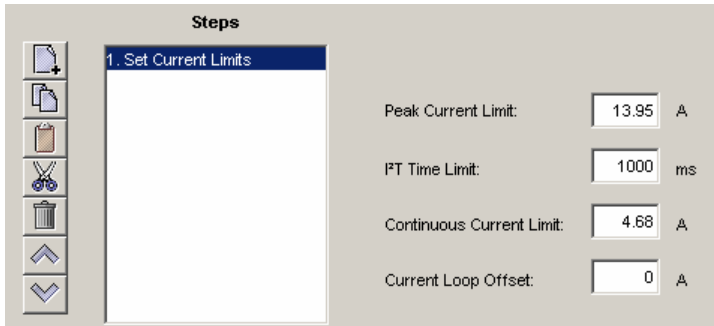 Steps
1. Set Current Limits
Peak Current Limit: 13.95 A
I²T Time Limit: 1000 ms
Continuous Current Limit: 4.68 A
Current Loop Offset: 0 A